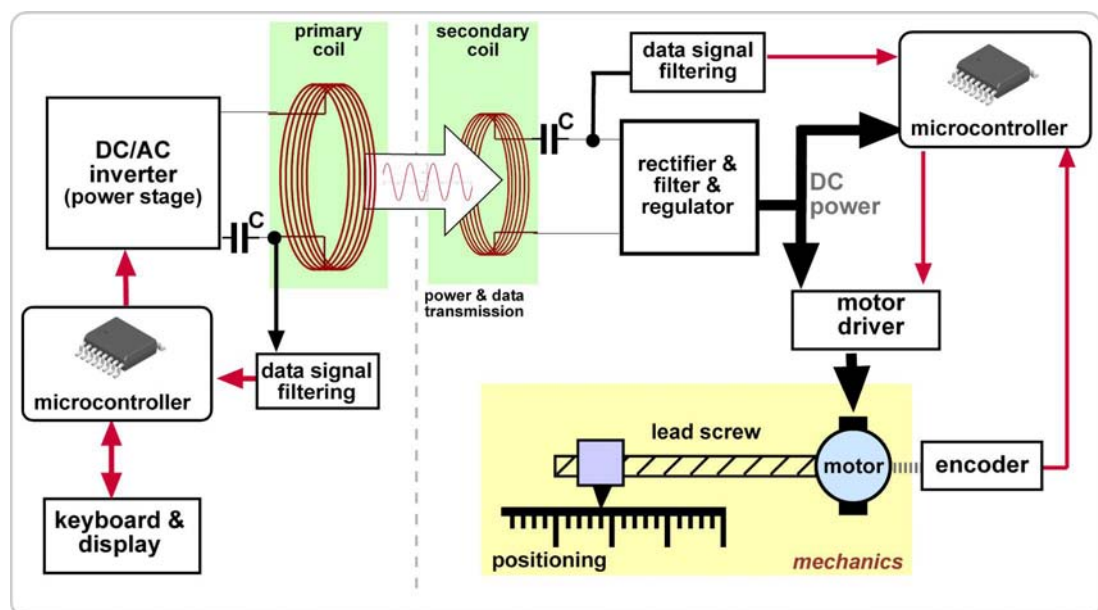 primary
coil
secondary
coil
DC/AC
inverter
(power stage)
C
microcontroller
data signal
filtering
keyboard &
display
power & data
transmission
C
data signal
filtering
rectifier &
filter &
regulator
DC
power
microcontroller
motor
driver
lead screw
motor
encoder
positioning
mechanics